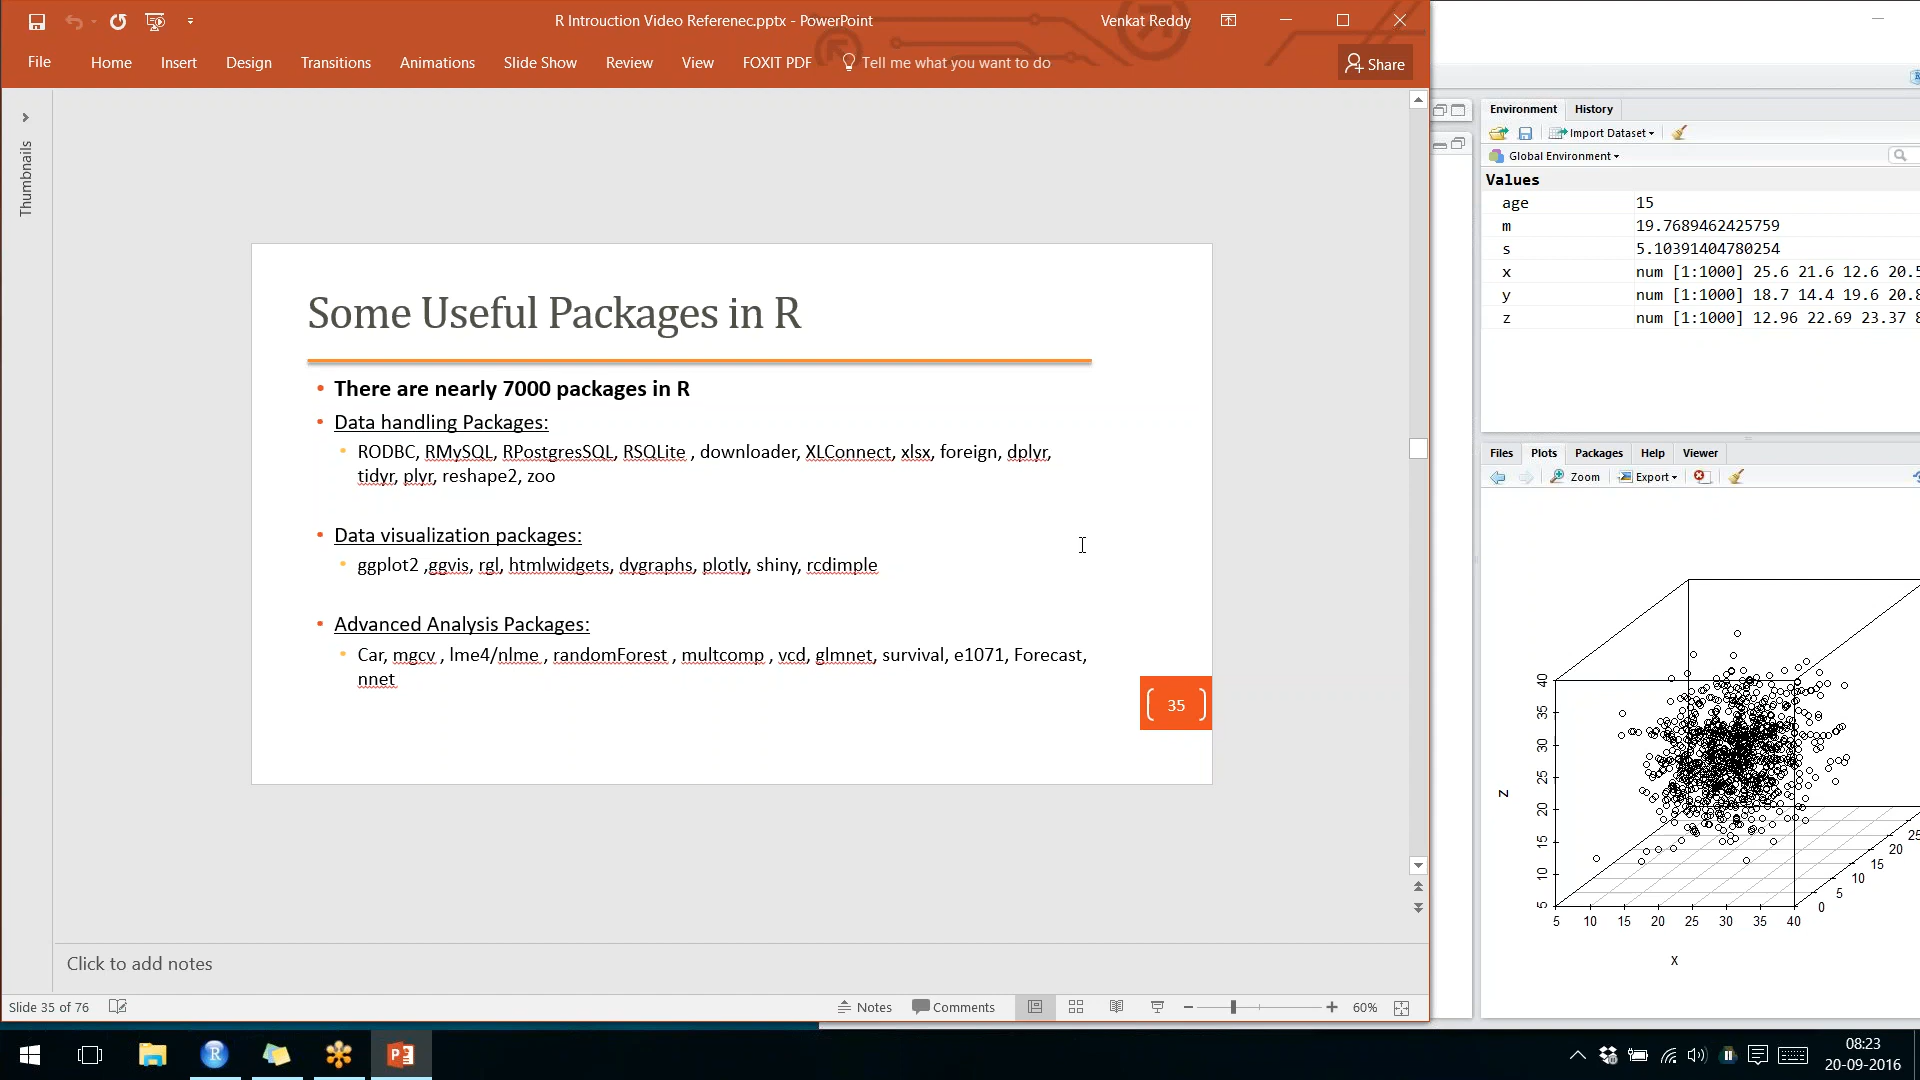 R Introuction Video Referenec.pptx - PowerPoint
Venkat Reddy
File Home Insert Design Transitions Animations Slide Show Review View FOXIT PDF Tell me what you want to do Share
Thumbnails
Some Useful Packages in R
• There are nearly 7000 packages in R
• Data handling Packages:
• RODBC, RMySQL, RPostgresSQL, RSQLite , downloader, XLConnect, xlsx, foreign, dplyr,
tidyr, plyr, reshape2, zoo
• Data visualization packages:
• ggplot2 ,ggvis, rgl, htmlwidgets, dygraphs, plotly, shiny, rcdimple
• Advanced Analysis Packages:
• Car, mgcv , lme4/nlme , randomForest , multcomp , vcd, glmnet, survival, e1071, Forecast,
nnet
35
Click to add notes
Slide 35 of 76
Notes Comments 60%
Environment History
Import Dataset
Global Environment
Values
age 15
m 19.7689462425759
s 5.10391404780254
x num [1:1000] 25.6 21.6 12.6 20.5
y num [1:1000] 18.7 14.4 19.6 20.8
z num [1:1000] 12.96 22.69 23.37 8
Files Plots Packages Help Viewer
Zoom Export
40
35
30
25
20
15
10
5
z
5 10 15 20 25 30 35 40
x
0
5
10
15
20
25
08:23
20-09-2016